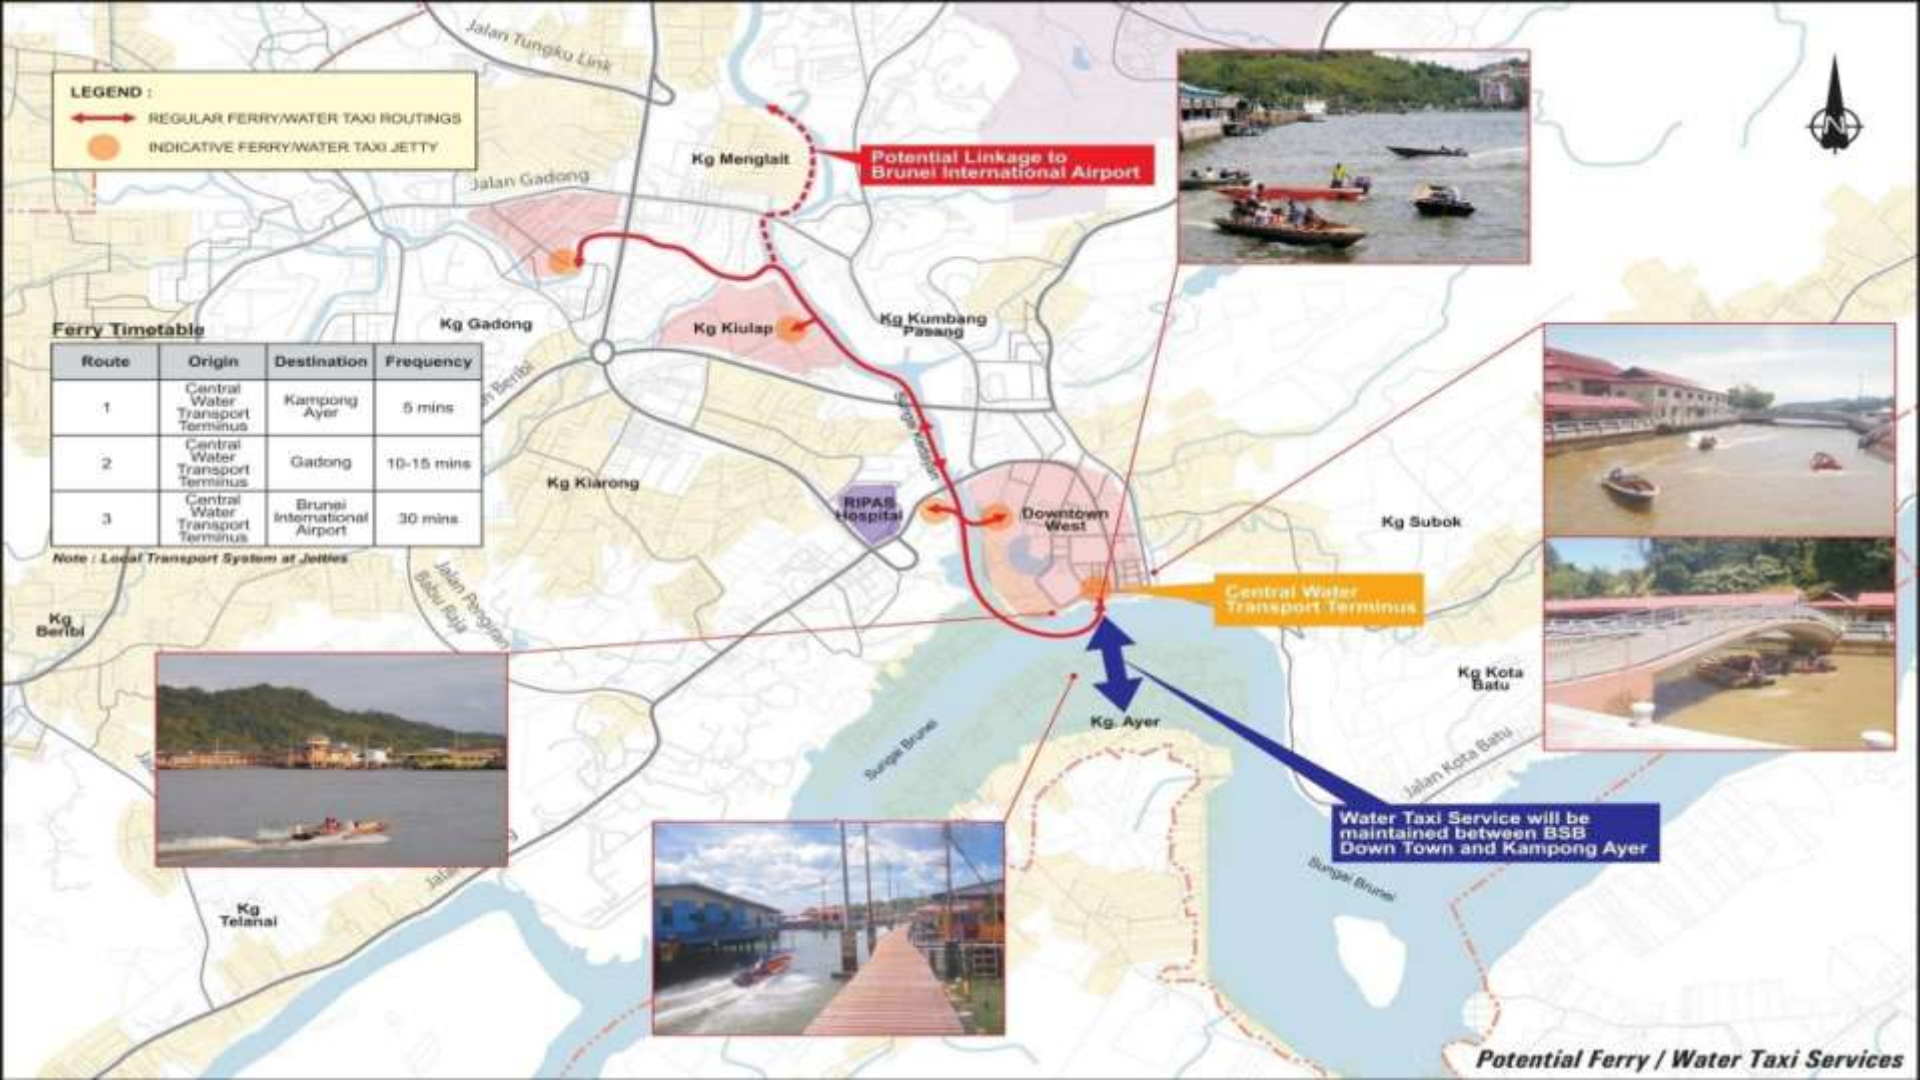 Jalan Tungku Link
LEGEND :
REGULAR FERRY/WATER TAXI ROUTINGS
INDICATIVE FERRY/WATER TAXI JETTY
Kg Menglait
Potential Linkage to
Brunei International Airport
Jalan Gadong
N
Ferry Timetable
Kg Gadong
Kg Kiulap
Kg Kumbang
Pasang
Route Origin Destination Frequency
1 Central Water Transport Terminus Kampong Ayer 5 mins
2 Central Water Transport Terminus Gadong 10-15 mins
3 Central Water Transport Terminus Brunei International Airport 30 mins
Note : Local Transport System at Jetties
Beribi
Kg Kiarong
RIPAS
Hospital
Downtown
West
Kg Subok
Central Water
Transport Terminus
Jalan Pengiran
Babu Raja
Kg
Beribi
Kg Kota
Batu
Kg. Ayer
Sungai Brunei
Jalan Kota Batu
Water Taxi Service will be
maintained between BSB
Down Town and Kampong Ayer
Sungai Brunei
Kg
Telanai
Potential Ferry / Water Taxi Services